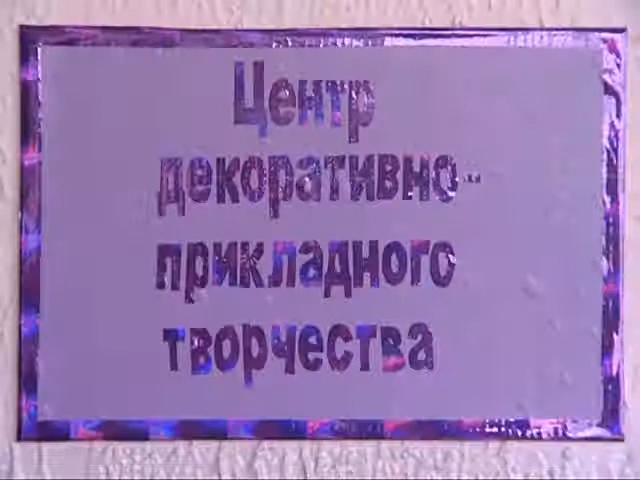 Центр
декоративно-
прикладного
творчества